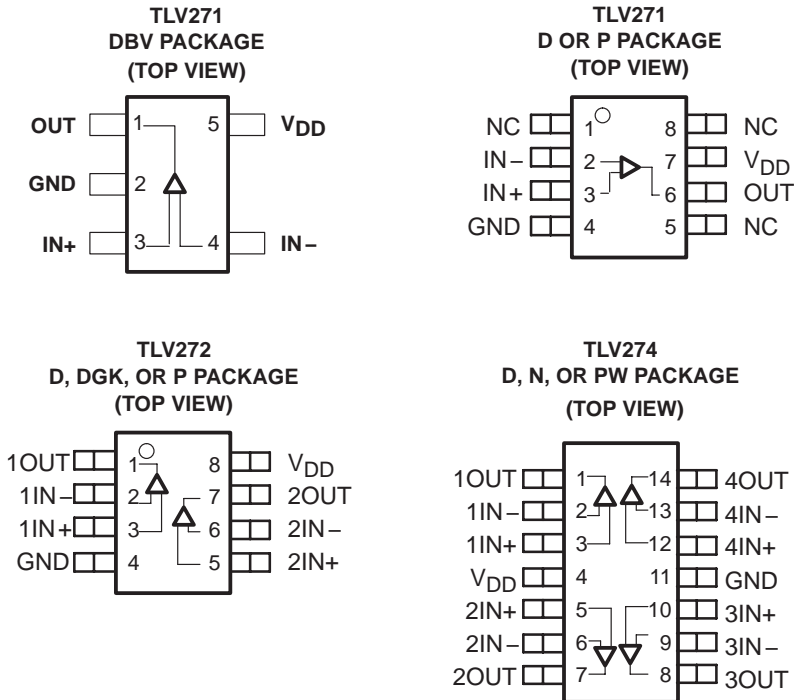 TLV271
DBV PACKAGE
(TOP VIEW)
OUT 1 5 VDD
GND 2
IN+ 3 4 IN−
TLV271
D OR P PACKAGE
(TOP VIEW)
NC 1 8 NC
IN− 2 7 VDD
IN+ 3 6 OUT
GND 4 5 NC
TLV272
D, DGK, OR P PACKAGE
(TOP VIEW)
1OUT 1 8 VDD
1IN− 2 7 2OUT
1IN+ 3 6 2IN−
GND 4 5 2IN+
TLV274
D, N, OR PW PACKAGE
(TOP VIEW)
1OUT 1 14 4OUT
1IN− 2 13 4IN−
1IN+ 3 12 4IN+
VDD 4 11 GND
2IN+ 5 10 3IN+
2IN− 6 9 3IN−
2OUT 7 8 3OUT